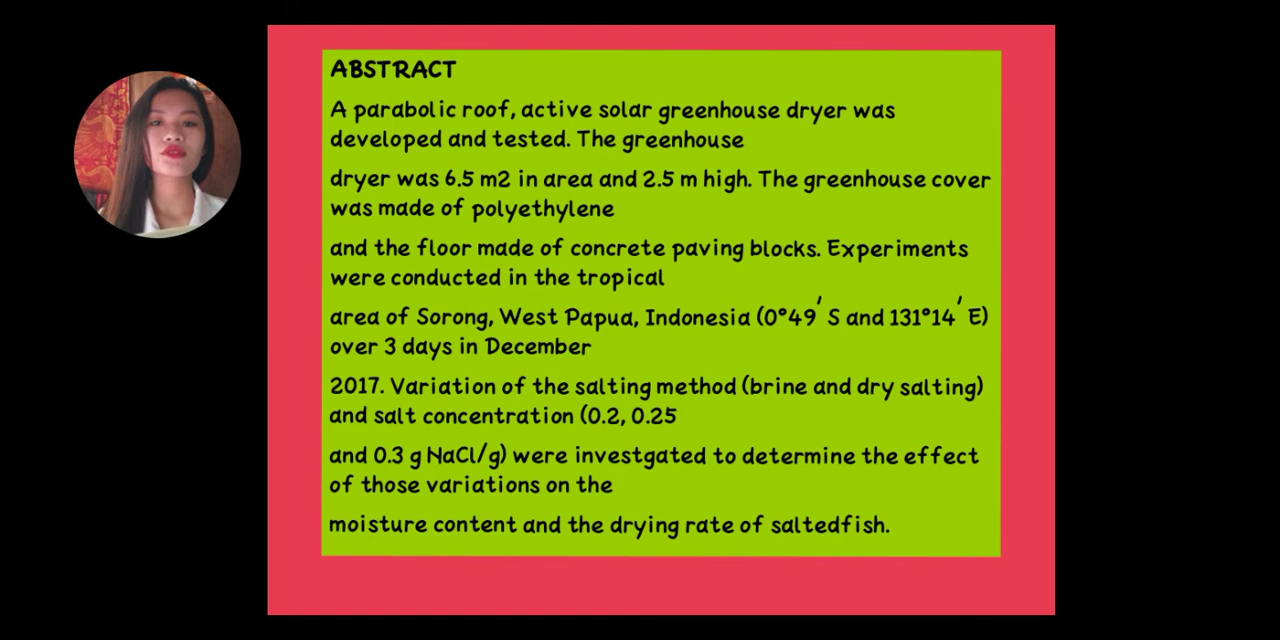 ABSTRACT
A parabolic roof, active solar greenhouse dryer was
developed and tested. The greenhouse
dryer was 6.5 m2 in area and 2.5 m high. The greenhouse cover
was made of polyethylene
and the floor made of concrete paving blocks. Experiments
were conducted in the tropical
area of Sorong, West Papua, Indonesia (0°49′ S and 131°14′ E)
over 3 days in December
2017. Variation of the salting method (brine and dry salting)
and salt concentration (0.2, 0.25
and 0.3 g NaCl/g) were investgated to determine the effect
of those variations on the
moisture content and the drying rate of saltedfish.